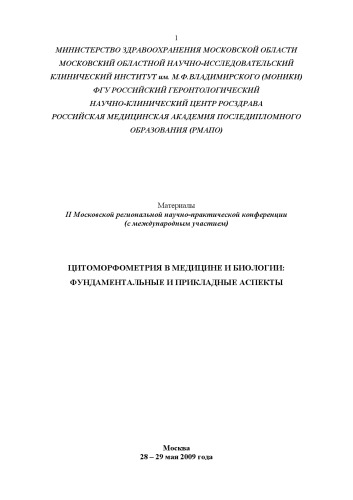 1
МИНИСТЕРСТВО ЗДРАВООХРАНЕНИЯ МОСКОВСКОЙ ОБЛАСТИ
МОСКОВСКИЙ ОБЛАСТНОЙ НАУЧНО-ИССЛЕДОВАТЕЛЬСКИЙ
КЛИНИЧЕСКИЙ ИНСТИТУТ им. М.Ф.ВЛАДИМИРСКОГО (МОНИКИ)
ФГУ РОССИЙСКИЙ ГЕРОНТОЛОГИЧЕСКИЙ
НАУЧНО-КЛИНИЧЕСКИЙ ЦЕНТР РОСЗДРАВА
РОССИЙСКАЯ МЕДИЦИНСКАЯ АКАДЕМИЯ ПОСЛЕДИПЛОМНОГО
ОБРАЗОВАНИЯ (РМАПО)
Материалы
II Московской региональной научно-практической конференции
(с международным участием)
ЦИТОМОРФОМЕТРИЯ В МЕДИЦИНЕ И БИОЛОГИИ:
ФУНДАМЕНТАЛЬНЫЕ И ПРИКЛАДНЫЕ АСПЕКТЫ
Москва
28 – 29 мая 2009 года